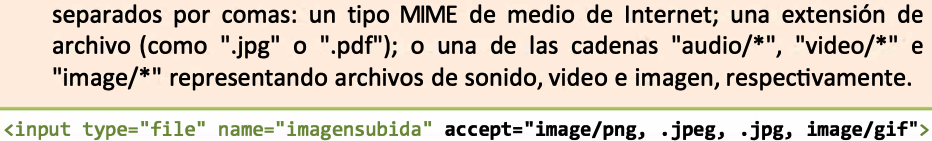 separados por comas: un tipo MIME de medio de Internet; una extensión de
archivo (como ".jpg" o ".pdf"); o una de las cadenas "audio/*", "video/*" e
"image/*" representando archivos de sonido, video e imagen, respectivamente.
<input type="file" name="imagensubida" accept="image/png, .jpeg, .jpg, image/gif">